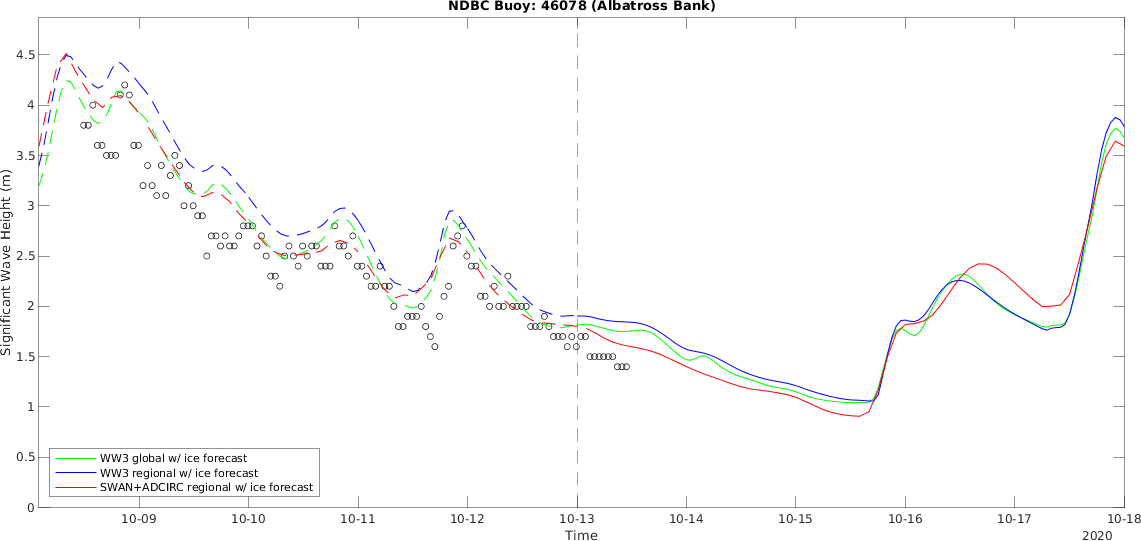 NDBC Buoy: 46078 (Albatross Bank)
Significant Wave Height (m)
4.5
4
3.5
3
2.5
2
1.5
1
0.5
0
WW3 global w/ ice forecast
WW3 regional w/ ice forecast
SWAN+ADCIRC regional w/ ice forecast
10-09 10-10 10-11 10-12 10-13 10-14 10-15 10-16 10-17 10-18
Time
2020